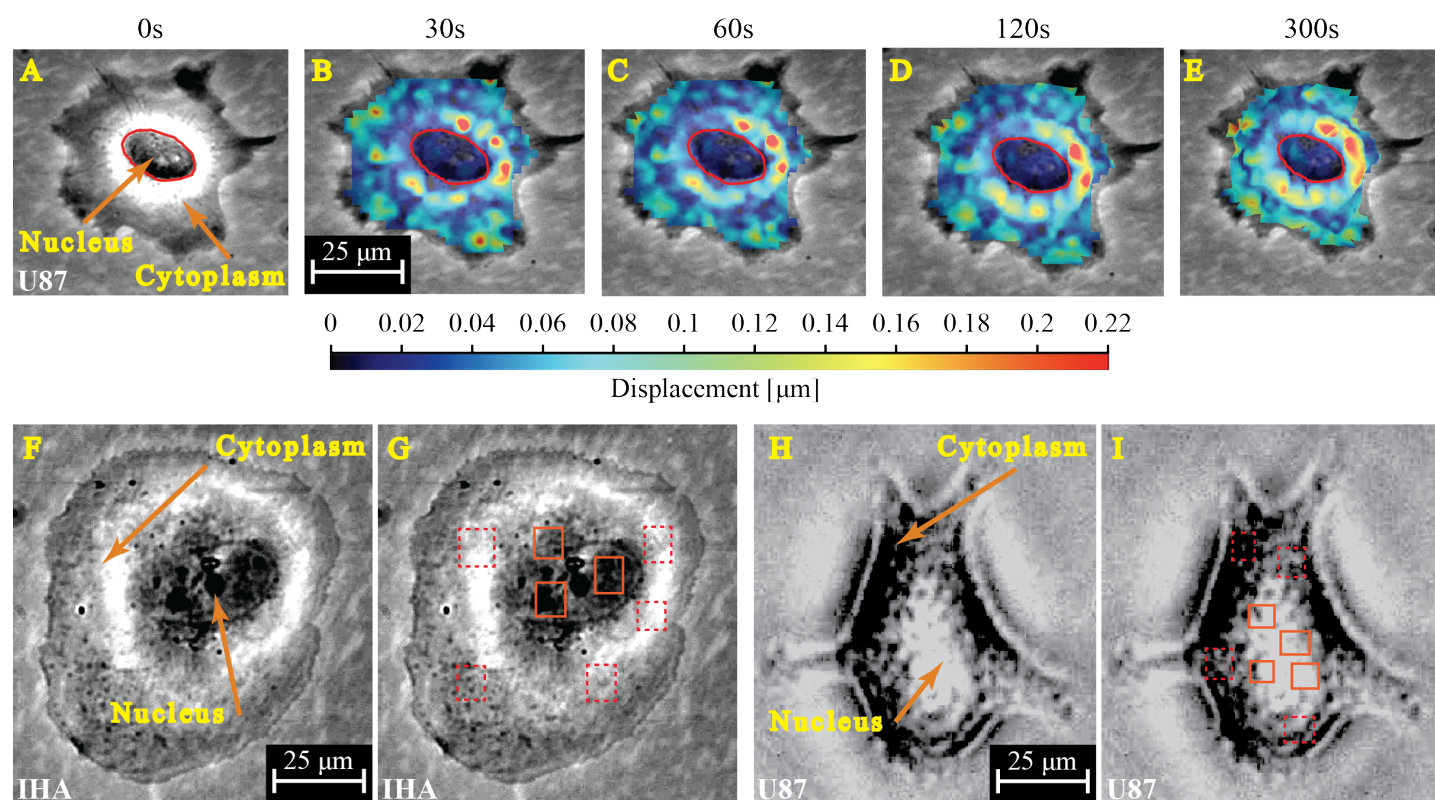 0s 30s 60s 120s 300s
A B C D E
Nucleus
Cytoplasm
U87
25 μm
0 0.02 0.04 0.06 0.08 0.1 0.12 0.14 0.16 0.18 0.2 0.22
Displacement [μm]
F Cytoplasm G H Cytoplasm I
Nucleus Nucleus
25 μm 25 μm
IHA IHA U87 U87